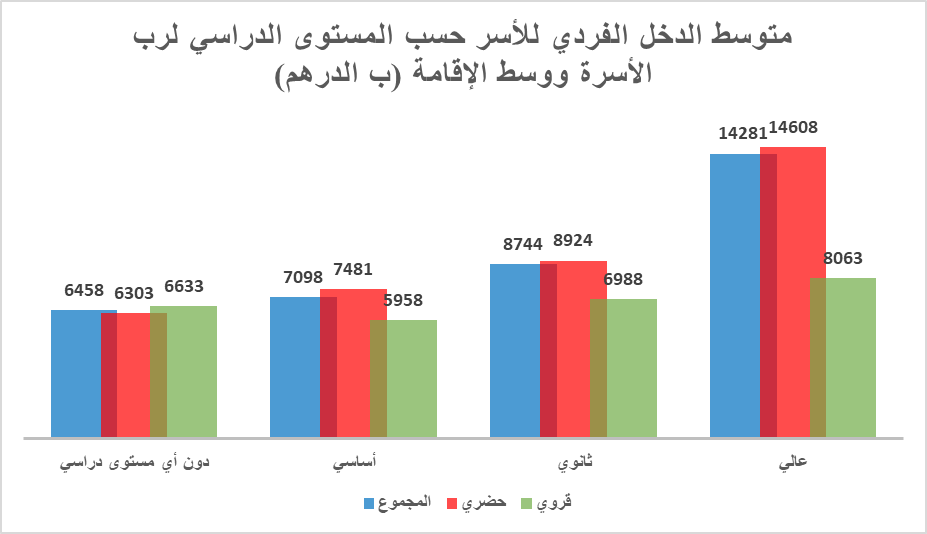 متوسط الدخل الفردي للأسر حسب المستوى الدراسي لرب
الأسرة ووسط الإقامة (ب الدرهم)
6458 6303 6633
7098 7481 5958
8744 8924 6988
14281 14608 8063
دون أي مستوى دراسي
أساسي
ثانوي
عالي
المجموع
حضري
قروي